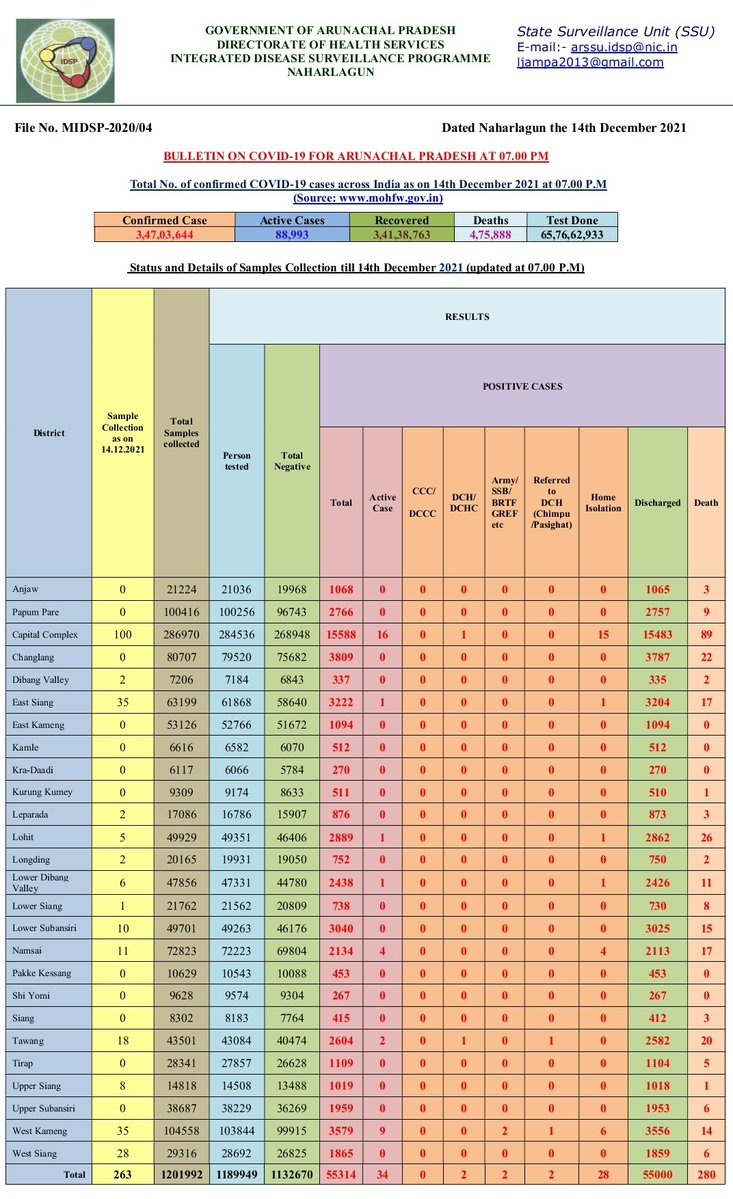 IDSP
GOVERNMENT OF ARUNACHAL PRADESH
DIRECTORATE OF HEALTH SERVICES
INTEGRATED DISEASE SURVEILLANCE PROGRAMME
NAHARLAGUN
State Surveillance Unit (SSU)
E-mail:- arssu.idsp@nic.in
ljampa2013@gmail.com
File No. MIDSP-2020/04 Dated Naharlagun the 14th December 2021
BULLETIN ON COVID-19 FOR ARUNACHAL PRADESH AT 07.00 PM
Total No. of confirmed COVID-19 cases across India as on 14th December 2021 at 07.00 P.M
(Source: www.mohfw.gov.in)
Confirmed Case Active Cases Recovered Deaths Test Done
3,47,03,644 88,993 3,41,38,763 4,75,888 65,76,62,933
Status and Details of Samples Collection till 14th December 2021 (updated at 07.00 P.M)
District
Sample
Collection
as on
14.12.2021
Total
Samples
collected
RESULTS
Person
tested
Total
Negative
POSITIVE CASES
Total
Active
Case
CCC/
DCCC
DCH/
DCHC
Army/
SSB/
BRTF
GREF
etc
Referred
to
DCH
(Chimpu
/Pasighat)
Home
Isolation
Discharged
Death
Anjaw 0 21224 21036 19968 1068 0 0 0 0 0 0 1065 3
Papum Pare 0 100416 100256 96743 2766 0 0 0 0 0 0 2757 9
Capital Complex 100 286970 284536 268948 15588 16 0 1 0 0 15 15483 89
Changlang 0 80707 79520 75682 3809 0 0 0 0 0 0 3787 22
Dibang Valley 2 7206 7184 6843 337 0 0 0 0 0 0 335 2
East Siang 35 63199 61868 58640 3222 1 0 0 0 0 1 3204 17
East Kameng 0 53126 52766 51672 1094 0 0 0 0 0 0 1094 0
Kamle 0 6616 6582 6070 512 0 0 0 0 0 0 512 0
Kra-Daadi 0 6117 6066 5784 270 0 0 0 0 0 0 270 0
Kurung Kumey 0 9309 9174 8633 511 0 0 0 0 0 0 510 1
Leparada 2 17086 16786 15907 876 0 0 0 0 0 0 873 3
Lohit 5 49929 49351 46406 2889 1 0 0 0 0 1 2862 26
Longding 2 20165 19931 19050 752 0 0 0 0 0 0 750 2
Lower Dibang
Valley 6 47856 47331 44780 2438 1 0 0 0 0 1 2426 11
Lower Siang 1 21762 21562 20809 738 0 0 0 0 0 0 730 8
Lower Subansiri 10 49701 49263 46176 3040 0 0 0 0 0 0 3025 15
Namsai 11 72823 72223 69804 2134 4 0 0 0 0 4 2113 17
Pakke Kessang 0 10629 10543 10088 453 0 0 0 0 0 0 453 0
Shi Yomi 0 9628 9574 9304 267 0 0 0 0 0 0 267 0
Siang 0 8302 8183 7764 415 0 0 0 0 0 0 412 3
Tawang 18 43501 43084 40474 2604 2 0 1 0 1 0 2582 20
Tirap 0 28341 27857 26628 1109 0 0 0 0 0 0 1104 5
Upper Siang 8 14818 14508 13488 1019 0 0 0 0 0 0 1018 1
Upper Subansiri 0 38687 38229 36269 1959 0 0 0 0 0 0 1953 6
West Kameng 35 104558 103844 99915 3579 9 0 0 2 1 6 3556 14
West Siang 28 29316 28692 26825 1865 0 0 0 0 0 0 1859 6
Total 263 1201992 1189949 1132670 55314 34 0 2 2 2 28 55000 280